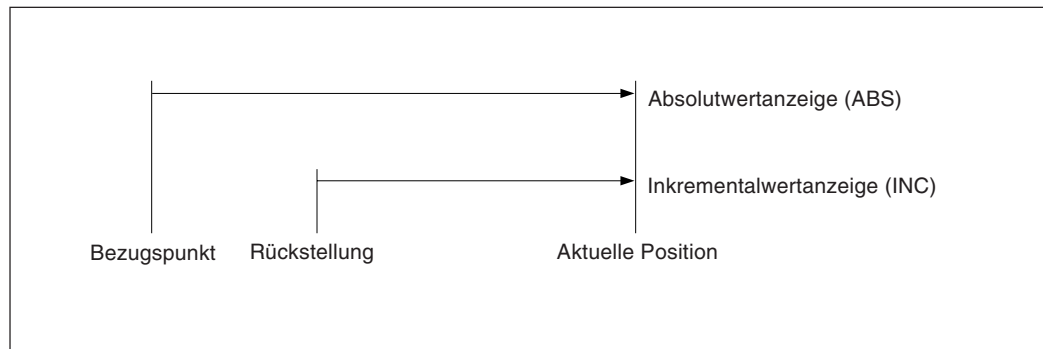 Absolutwertanzeige (ABS)
Inkrementalwertanzeige (INC)
Bezugspunkt
Rückstellung
Aktuelle Position